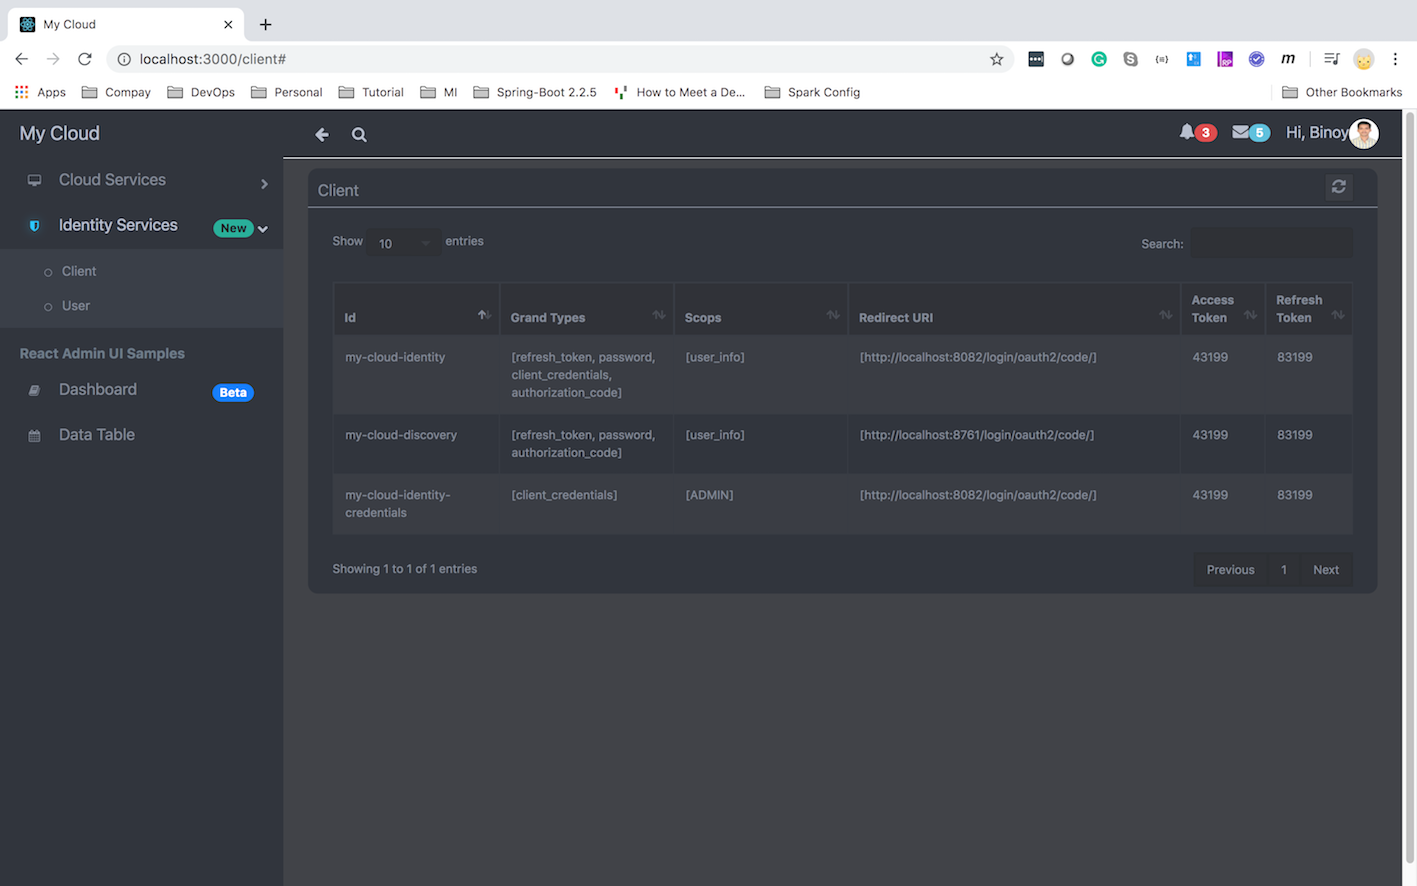 My Cloud
localhost:3000/client#
Apps Compay DevOps Personal Tutorial MI Spring-Boot 2.2.5 How to Meet a De... Spark Config Other Bookmarks
My Cloud
3 5 Hi, Binoy
Cloud Services
Identity Services New
Client
User
React Admin UI Samples
Dashboard Beta
Data Table
Client
Show 10 entries Search:
Id Grand Types Scops Redirect URI Access Token Refresh Token
my-cloud-identity [refresh_token, password, [user_info] [http://localhost:8082/login/oauth2/code/] 43199 83199
client_credentials,
authorization_code]
my-cloud-discovery [refresh_token, password, [user_info] [http://localhost:8761/login/oauth2/code/] 43199 83199
authorization_code]
my-cloud-identity- [client_credentials] [ADMIN] [http://localhost:8082/login/oauth2/code/] 43199 83199
credentials
Showing 1 to 1 of 1 entries Previous 1 Next